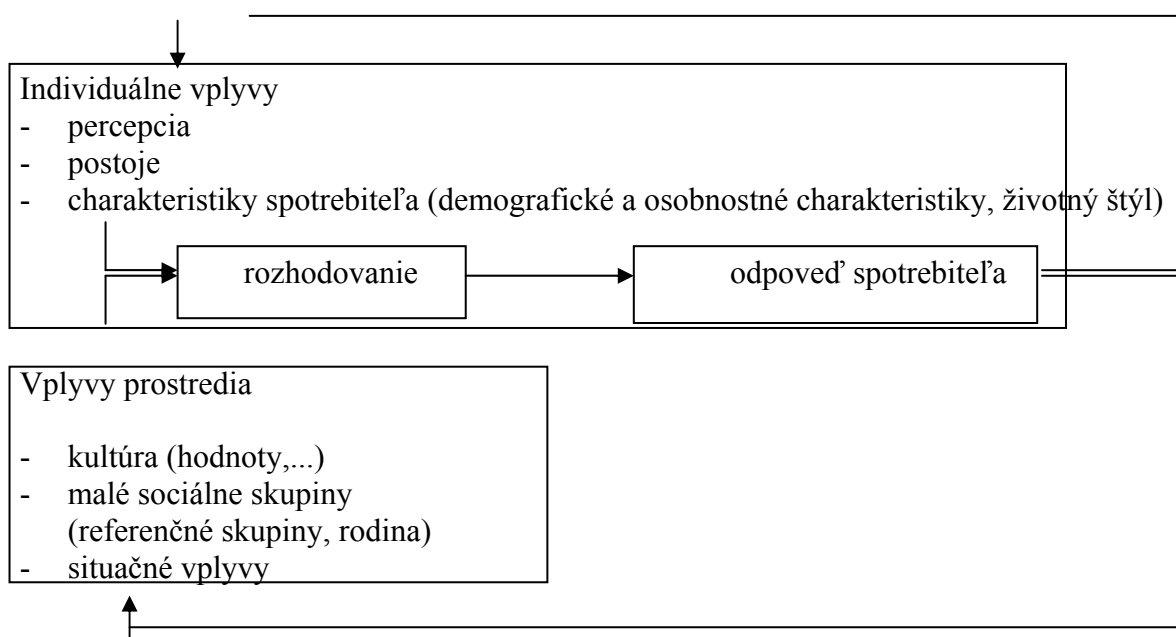 Individuálne vplyvy
- percepcia
- postoje
- charakteristiky spotrebiteľa (demografické a osobnostné charakteristiky, životný štýl)
rozhodovanie
odpoveď spotrebiteľa
Vplyvy prostredia
- kultúra (hodnoty,...)
- malé sociálne skupiny
(referenčné skupiny, rodina)
- situačné vplyvy